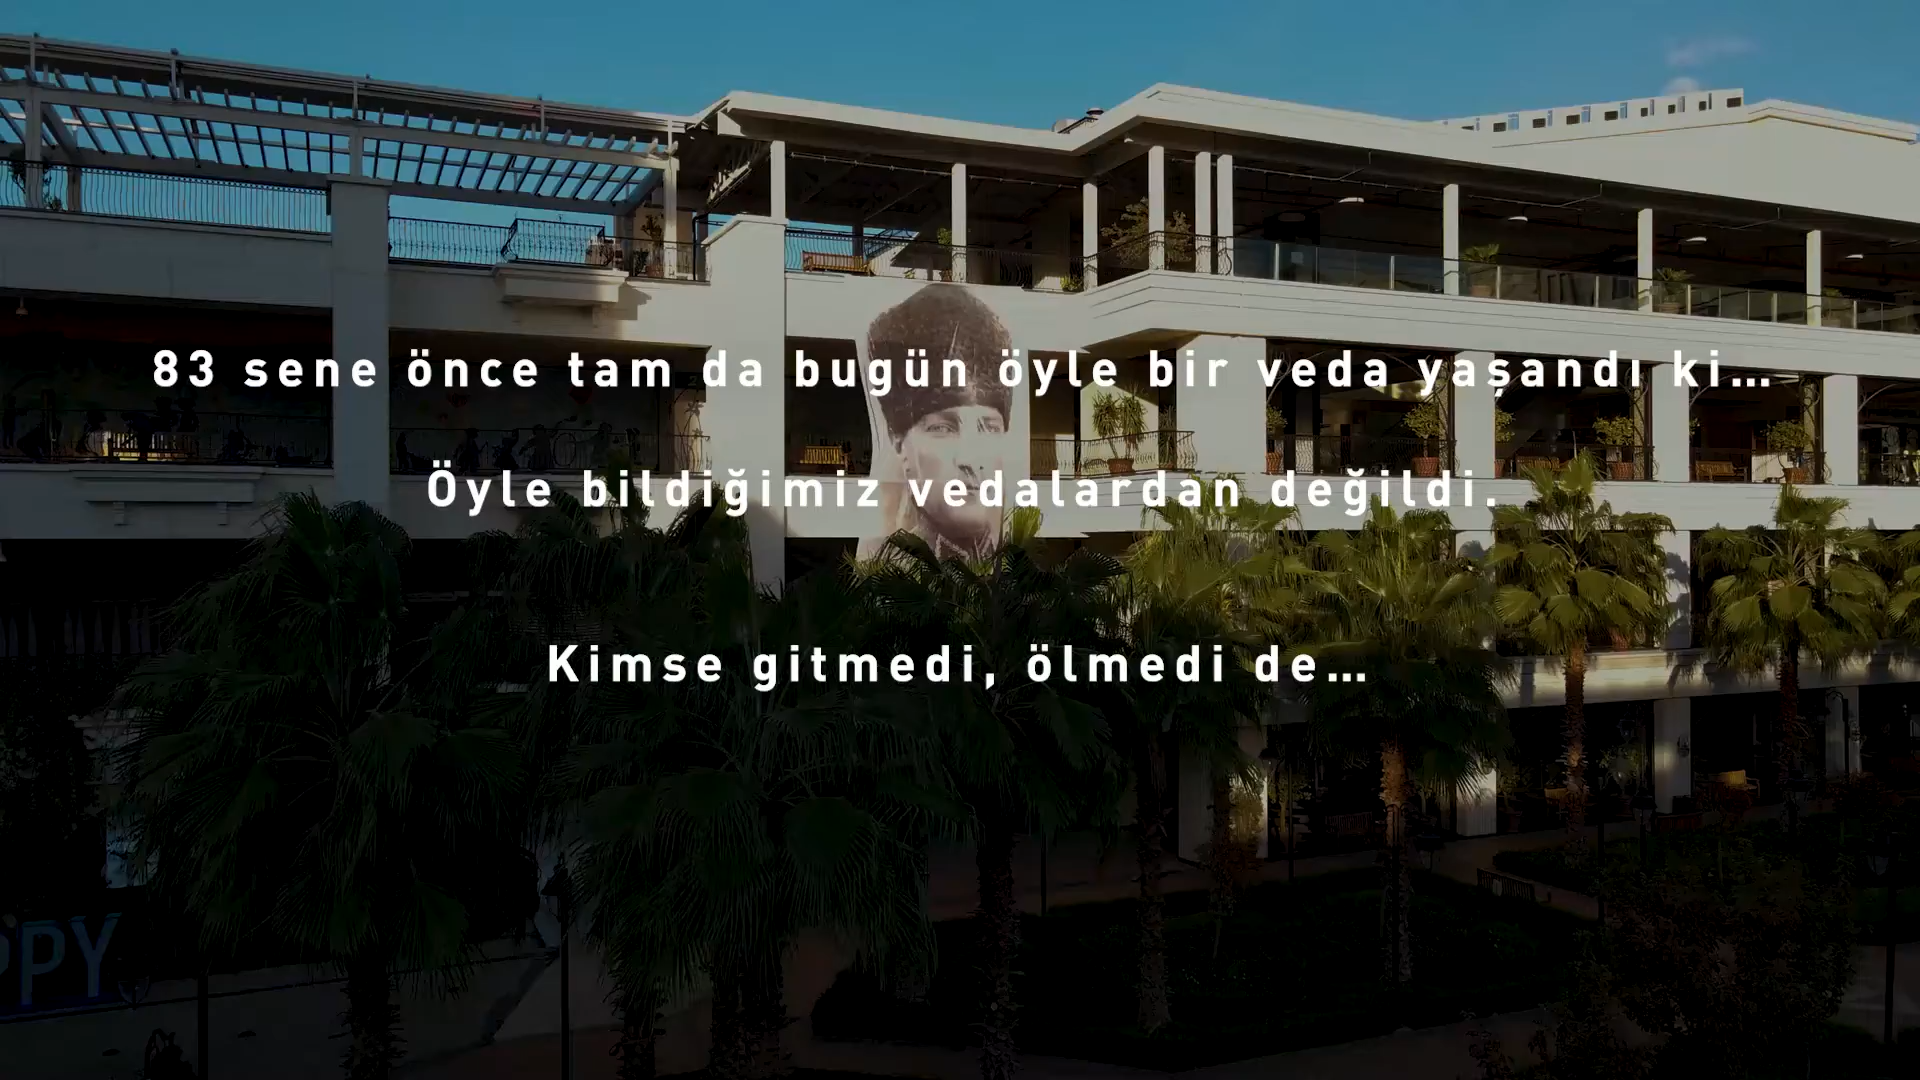 83 sene önce tam da bugün öyle bir veda yaşandı ki...
Öyle bildiğimiz vedalardan değildi.
Kimse gitmedi, ölmedi de...
PPY